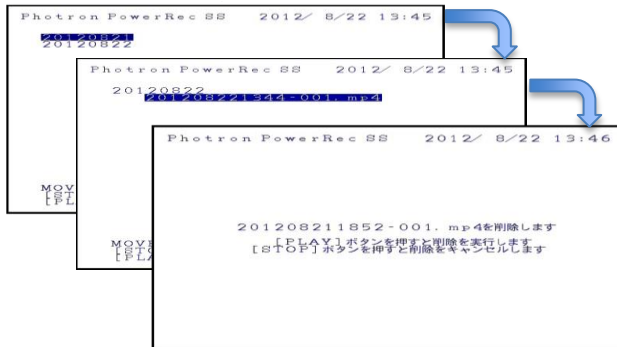 Photron PowerRec SS 2012/ 8/22 13:45
20120821
20120822
MOV
[ST
[PL
Photron PowerRec SS 2012/ 8/22 13:45
20120822
201208221344-001.mp4
MOV
[STO
[PLA
Photron PowerRec SS 2012/ 8/22 13:46
201208211852-001.mp4を削除します
[PLAY]ボタンを押すと削除を実行します
[STOP]ボタンを押すと削除をキャンセルします